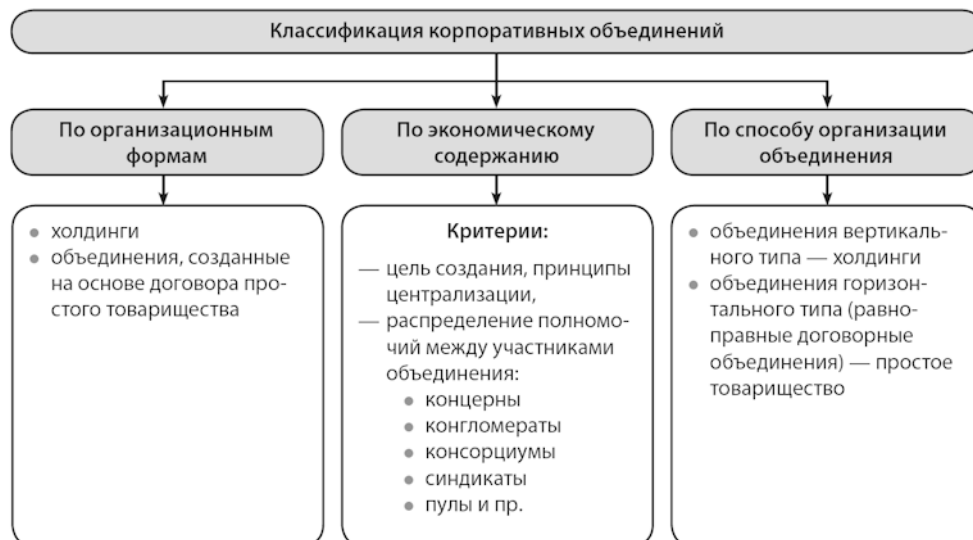 Классификация корпоративных объединений
По организационным
формам
По экономическому
содержанию
По способу организации
объединения
• холдинги
• объединения, созданные
на основе договора про-
стого товарищества
Критерии:
— цель создания, принципы
централизации,
— распределение полномо-
чий между участниками
объединения:
• концерны
• конгломераты
• консорциумы
• синдикаты
• пулы и пр.
• объединения вертикаль-
ного типа — холдинги
• объединения горизон-
тального типа (равно-
правные договорные
объединения) — простое
товарищество